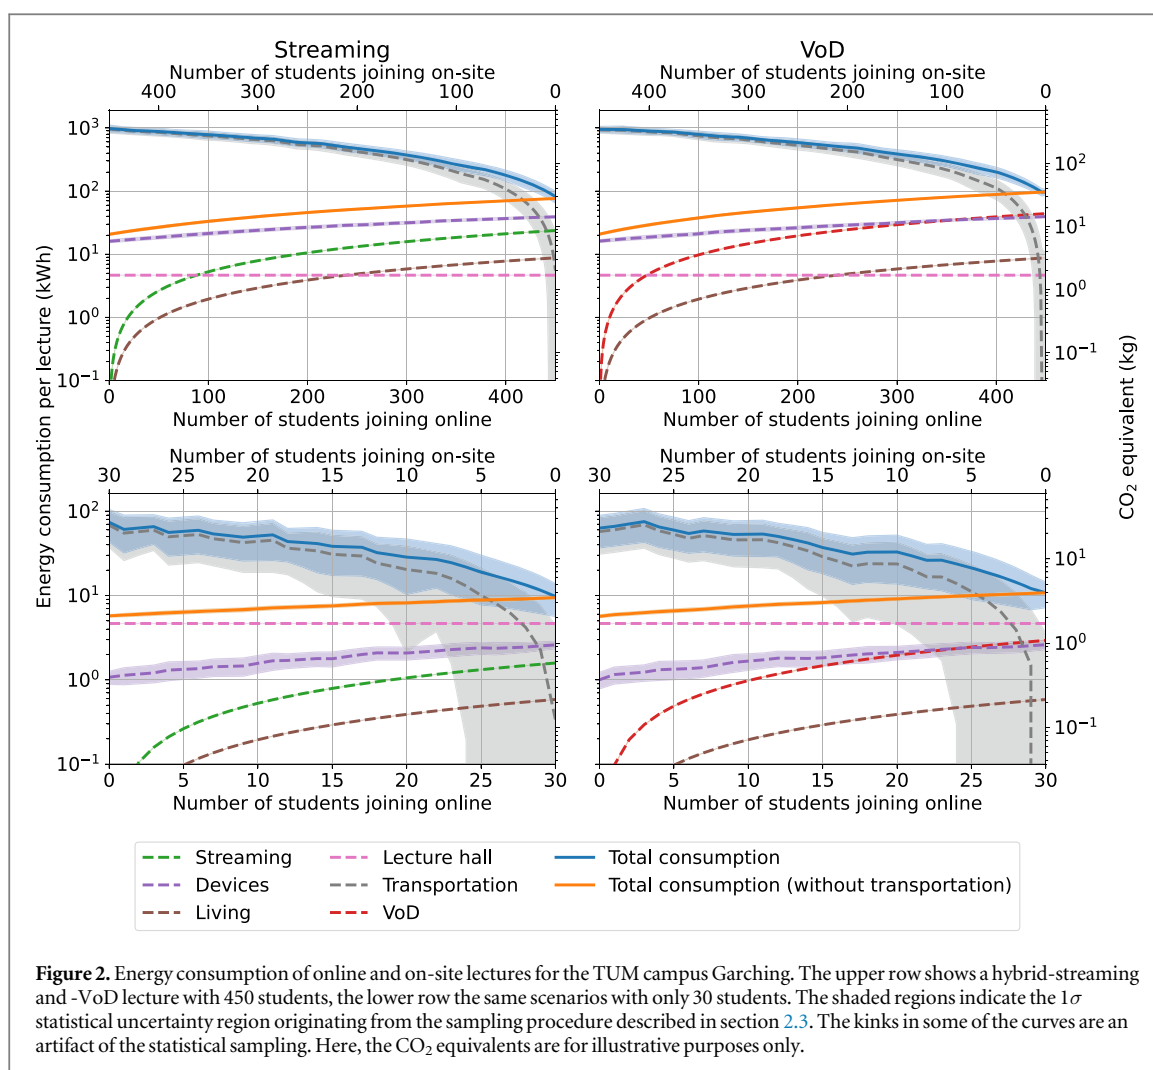 Streaming
VoD
Number of students joining on-site
Number of students joining on-site
400 300 200 100 0
400 300 200 100 0
10³
10²
10¹
10⁰
10⁻¹
10²
10¹
10⁰
10⁻¹
0 100 200 300 400
0 100 200 300 400
Number of students joining online
Number of students joining online
Energy consumption per lecture (kWh)
CO₂ equivalent (kg)
Number of students joining on-site
Number of students joining on-site
30 25 20 15 10 5 0
30 25 20 15 10 5 0
10²
10¹
10⁰
10⁻¹
10¹
10⁰
10⁻¹
0 5 10 15 20 25 30
0 5 10 15 20 25 30
Number of students joining online
Number of students joining online
Streaming
Devices
Living
Lecture hall
Transportation
VoD
Total consumption
Total consumption (without transportation)
Figure 2. Energy consumption of online and on-site lectures for the TUM campus Garching. The upper row shows a hybrid-streaming
and -VoD lecture with 450 students, the lower row the same scenarios with only 30 students. The shaded regions indicate the 1σ
statistical uncertainty region originating from the sampling procedure described in section 2.3. The kinks in some of the curves are an
artifact of the statistical sampling. Here, the CO₂ equivalents are for illustrative purposes only.